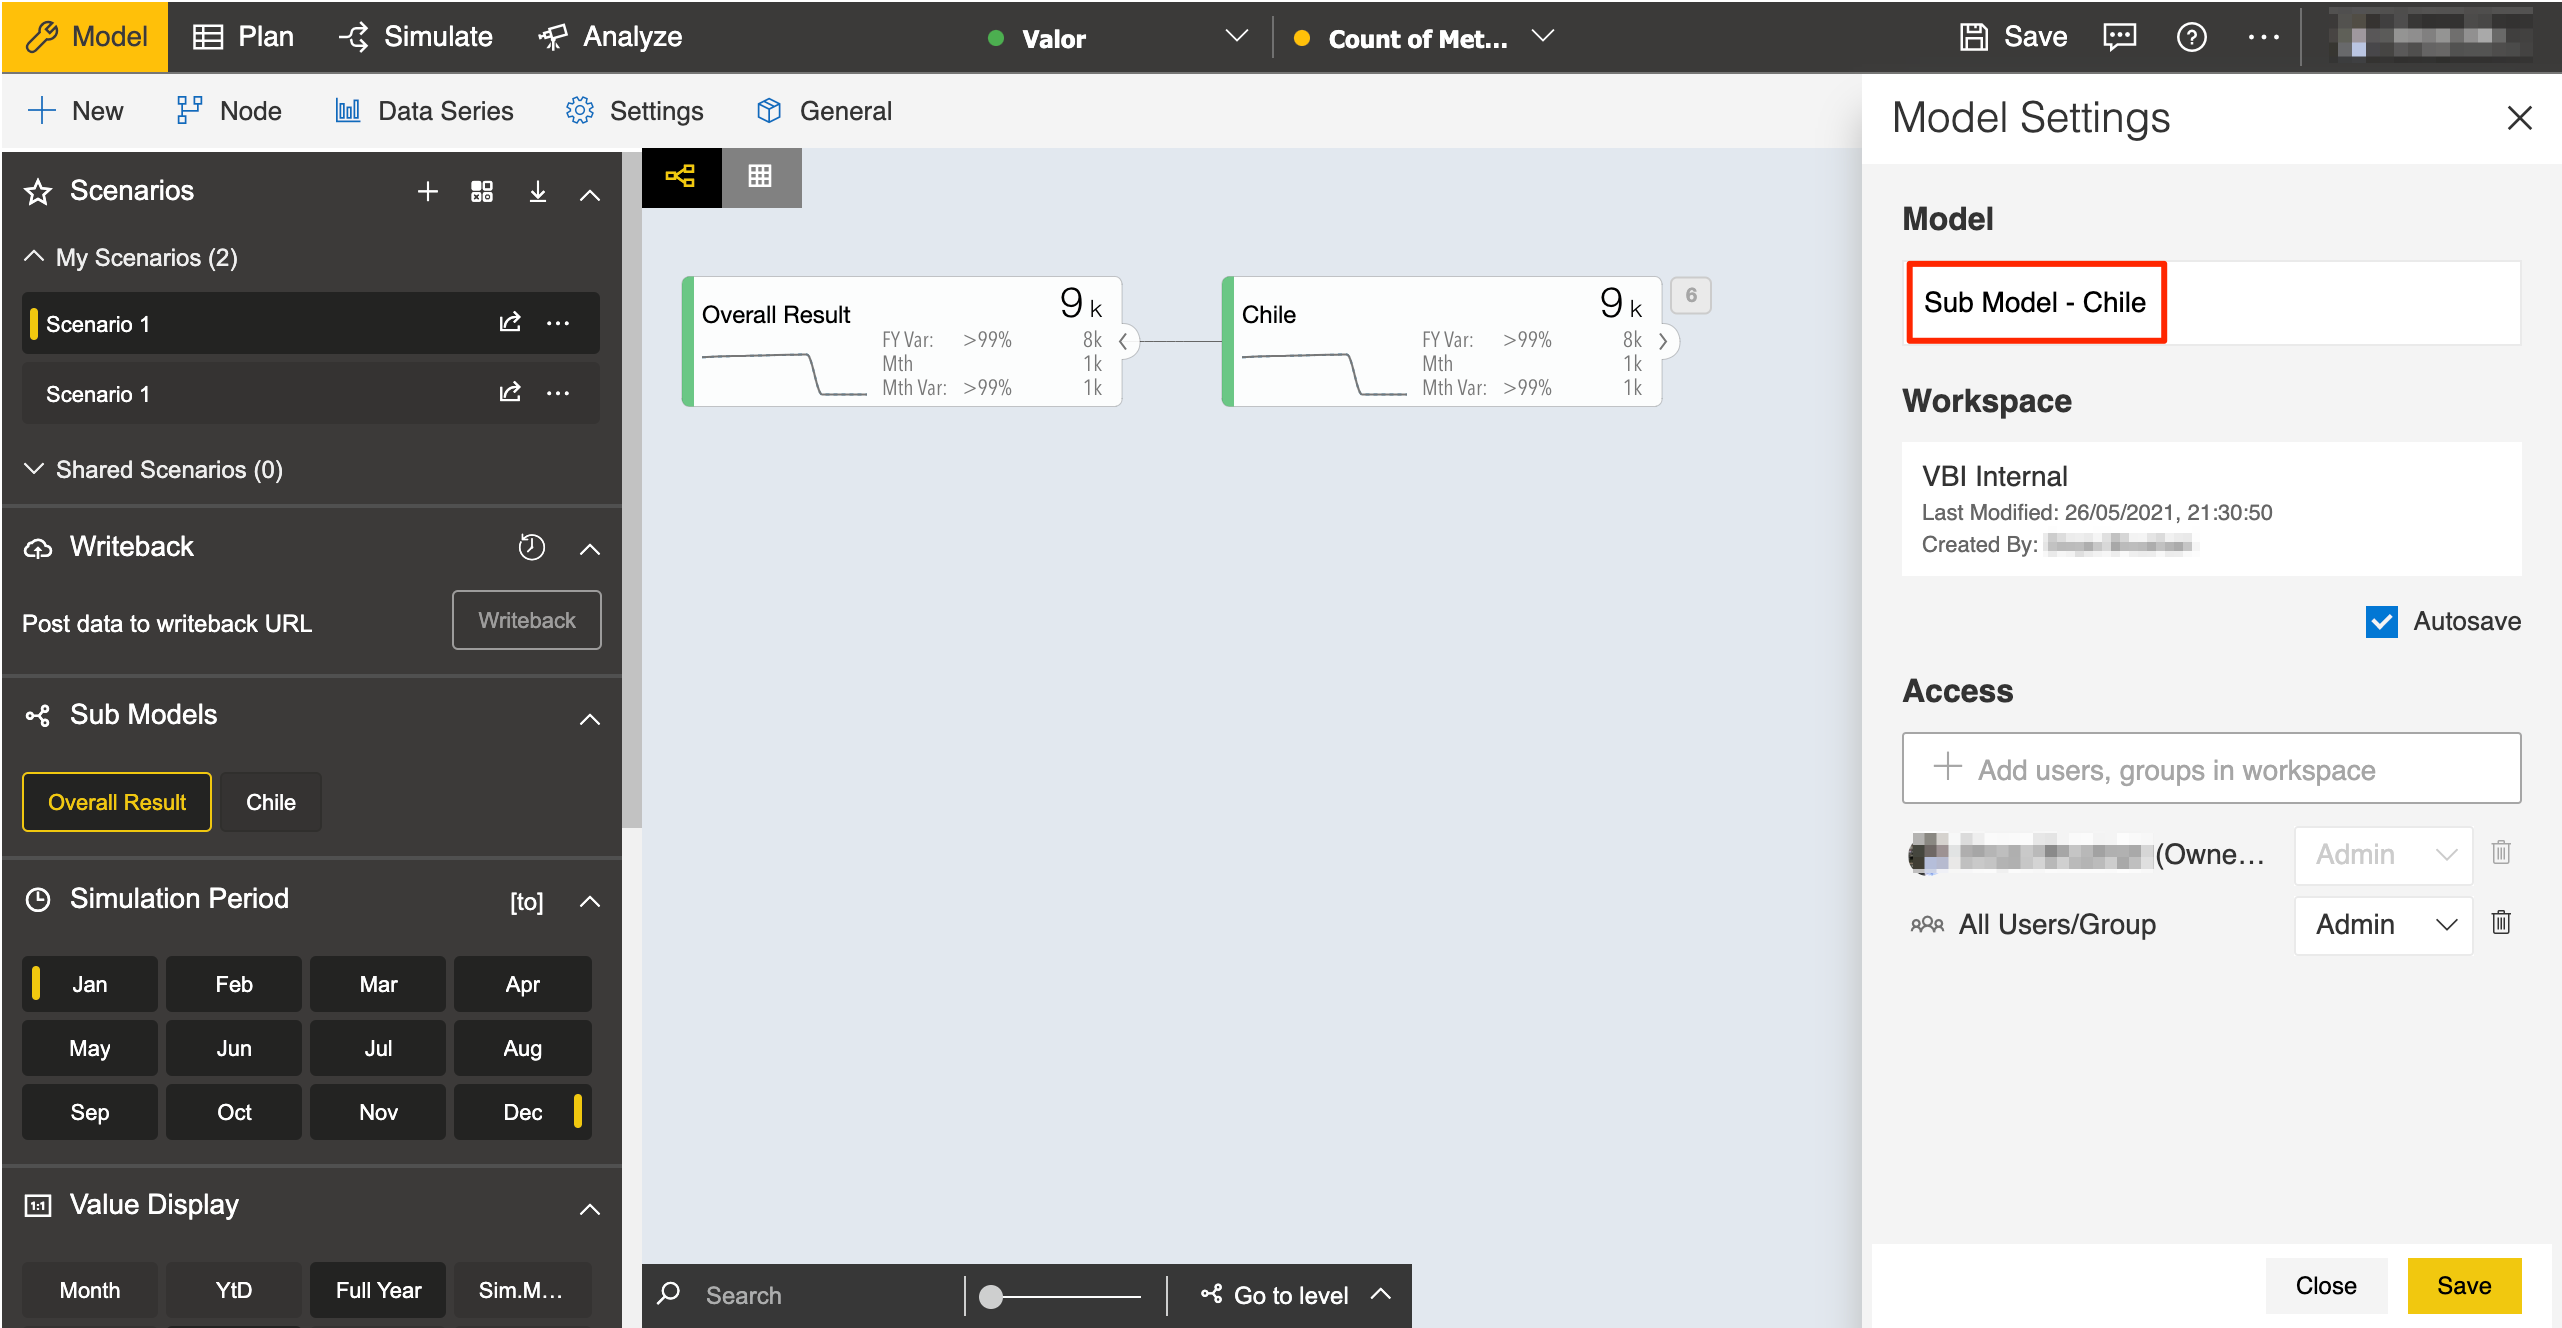 Model Plan Simulate Analyze Valor Count of Met... Save
New Node Data Series Settings General
Scenarios
My Scenarios (2)
Scenario 1
Scenario 1
Shared Scenarios (0)
Writeback
Post data to writeback URL Writeback
Sub Models
Overall Result Chile
Simulation Period [to]
Jan Feb Mar Apr
May Jun Jul Aug
Sep Oct Nov Dec
1:1 Value Display
Month YtD Full Year Sim.M...
Overall Result 9 k
FY Var: >99% 8k
Mth 1k
Mth Var: >99% 1k
Chile 9 k
FY Var: >99% 8k
Mth 1k
Mth Var: >99% 1k
6
Search Go to level
Model Settings
Model
Sub Model - Chile
Workspace
VBI Internal
Last Modified: 26/05/2021, 21:30:50
Created By:
Autosave
Access
Add users, groups in workspace
(Owne... Admin
All Users/Group Admin
Close Save